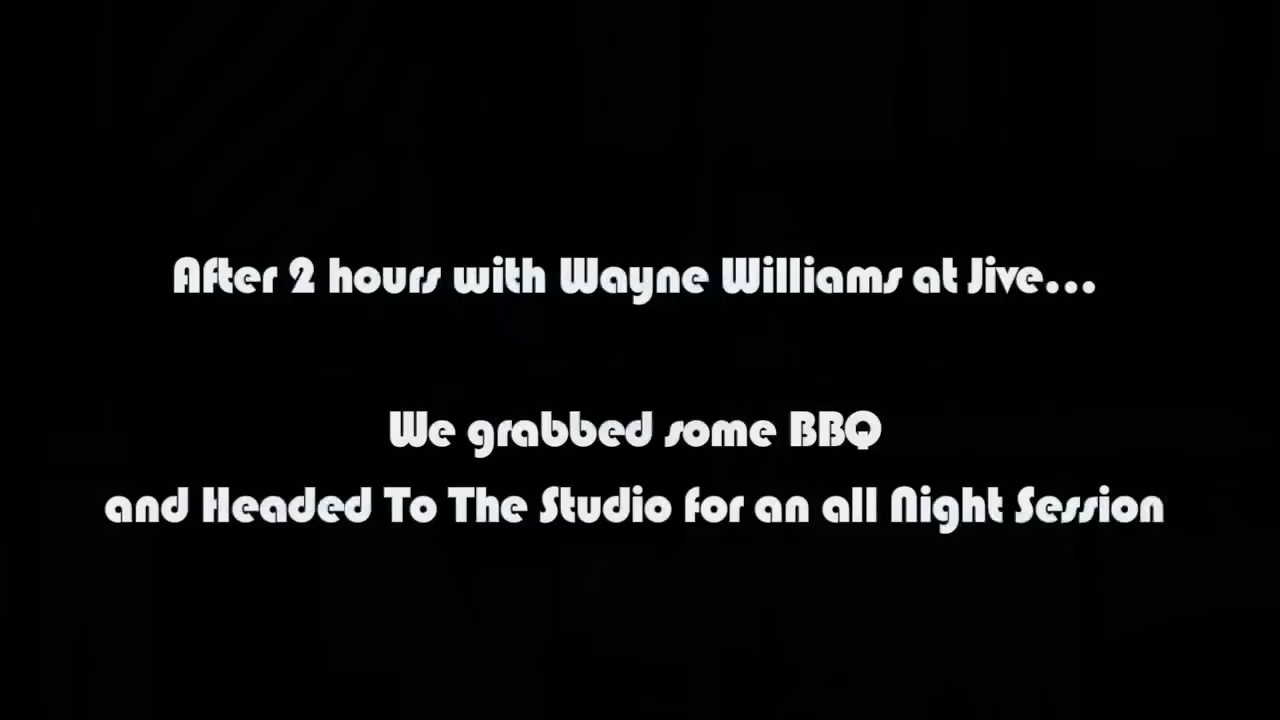 After 2 hours with Wayne Williams at Jive...
We grabbed some BBQ
and Headed To The Studio for an all Night Session